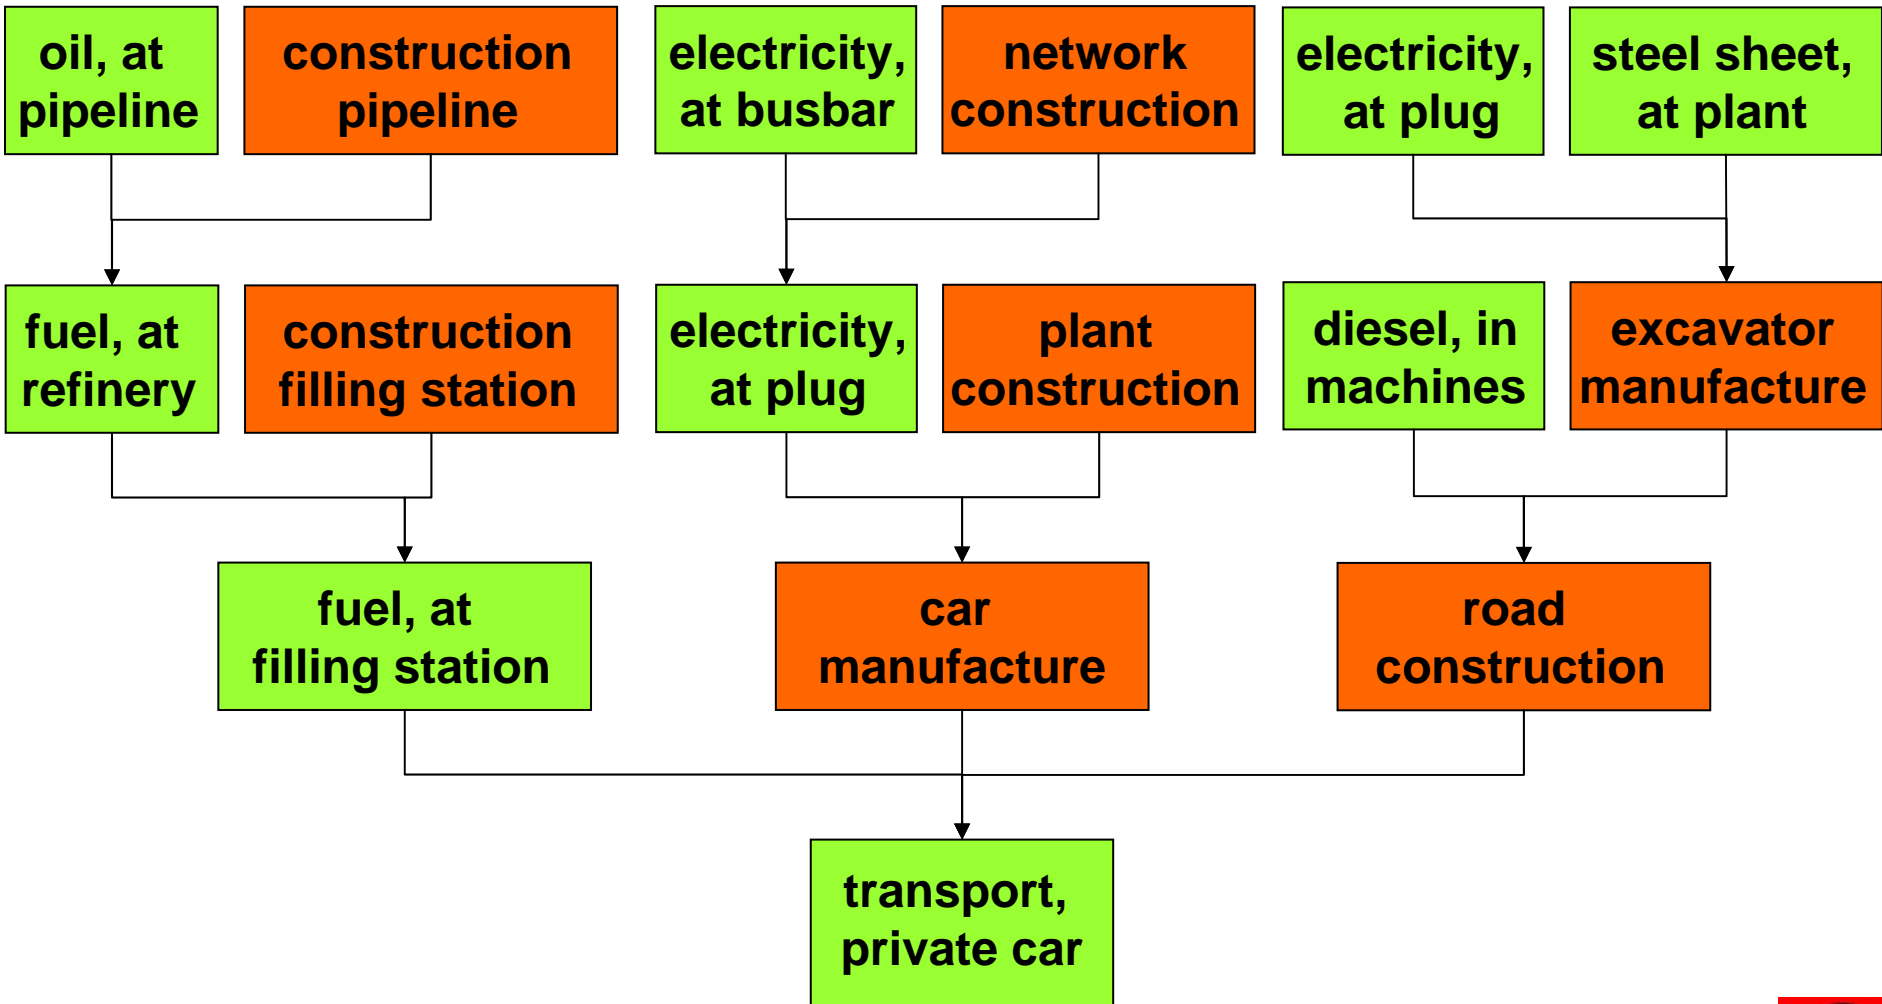 oil, at
pipeline
construction
pipeline
electricity,
at busbar
network
construction
electricity,
at plug
steel sheet,
at plant
fuel, at
refinery
construction
filling station
electricity,
at plug
plant
construction
diesel, in
machines
excavator
manufacture
fuel, at
filling station
car
manufacture
road
construction
transport,
private car